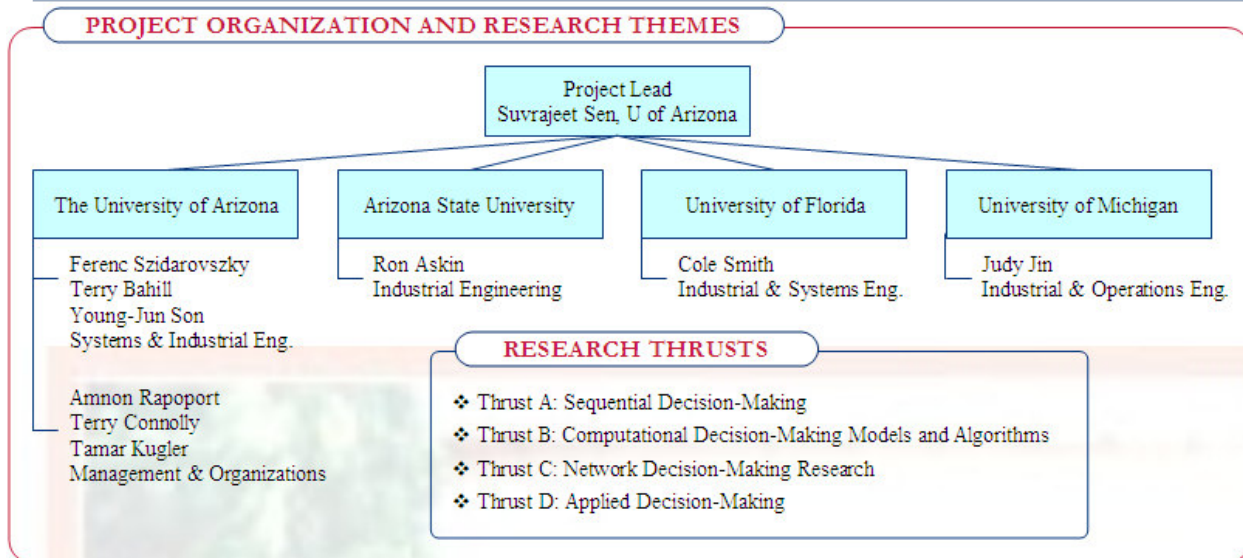 PROJECT ORGANIZATION AND RESEARCH THEMES
Project Lead
Suvrajeet Sen, U of Arizona
The University of Arizona
Arizona State University
University of Florida
University of Michigan
Ferenc Szidarovszky
Terry Bahill
Young-Jun Son
Systems & Industrial Eng.
Amnon Rapoport
Terry Connolly
Tamar Kugler
Management & Organizations
Ron Askin
Industrial Engineering
Cole Smith
Industrial & Systems Eng.
Judy Jin
Industrial & Operations Eng.
RESEARCH THRUSTS
❖ Thrust A: Sequential Decision-Making
❖ Thrust B: Computational Decision-Making Models and Algorithms
❖ Thrust C: Network Decision-Making Research
❖ Thrust D: Applied Decision-Making